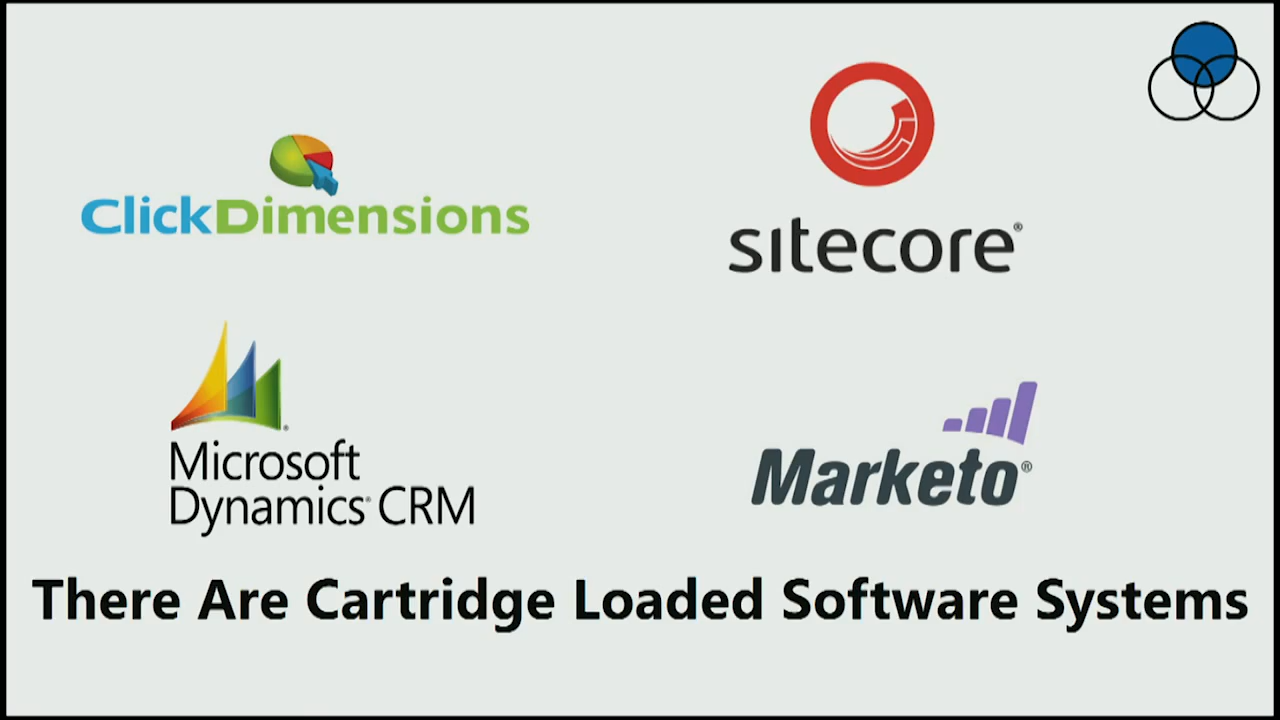 ClickDimensions
sitecore®
Microsoft
Dynamics® CRM
Marketo®
There Are Cartridge Loaded Software Systems